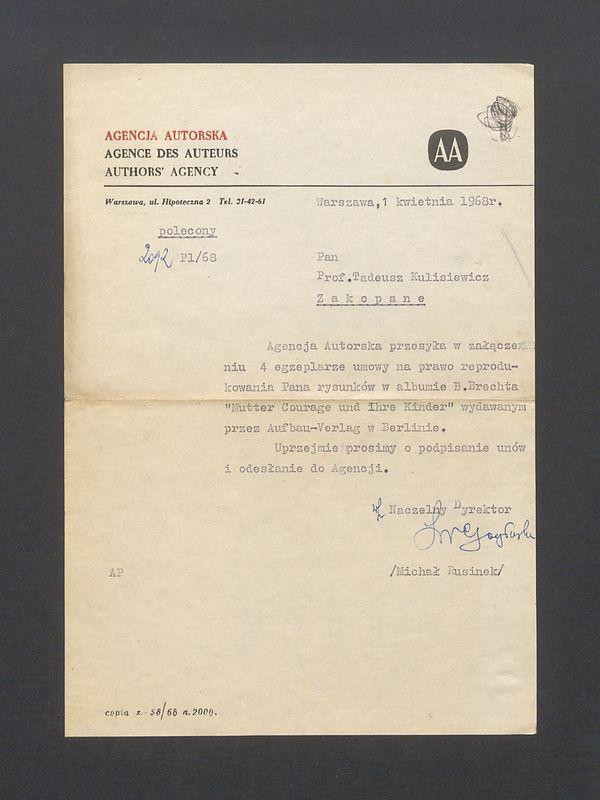 AGENCJA AUTORSKA
AGENCE DES AUTEURS
AUTHORS' AGENCY
AA
Warszawa, ul. Hipoteczna 2 Tel. 31-42-61
Warszawa,1 kwietnia 1968r.
polecony
2092 Pl/68
Pan
Prof.Tadeusz Kulisiewicz
Zakopane
Agencja Autorska przesyła w załącze
niu 4 egzeplarze umowy na prawo reprodu-
kowania Pana rysunków w albumie B.Brechta
"Mutter Courage und Ihre Kinder" wydawanym
przez Aufbau-Verlag w Berlinie.
Uprzejmie prosimy o podpisanie unów
i odesłanie do Agencji.
Naczelny Dyrektor
AP
/Michał Rusinek/
copia z. 58/68 n.2000.